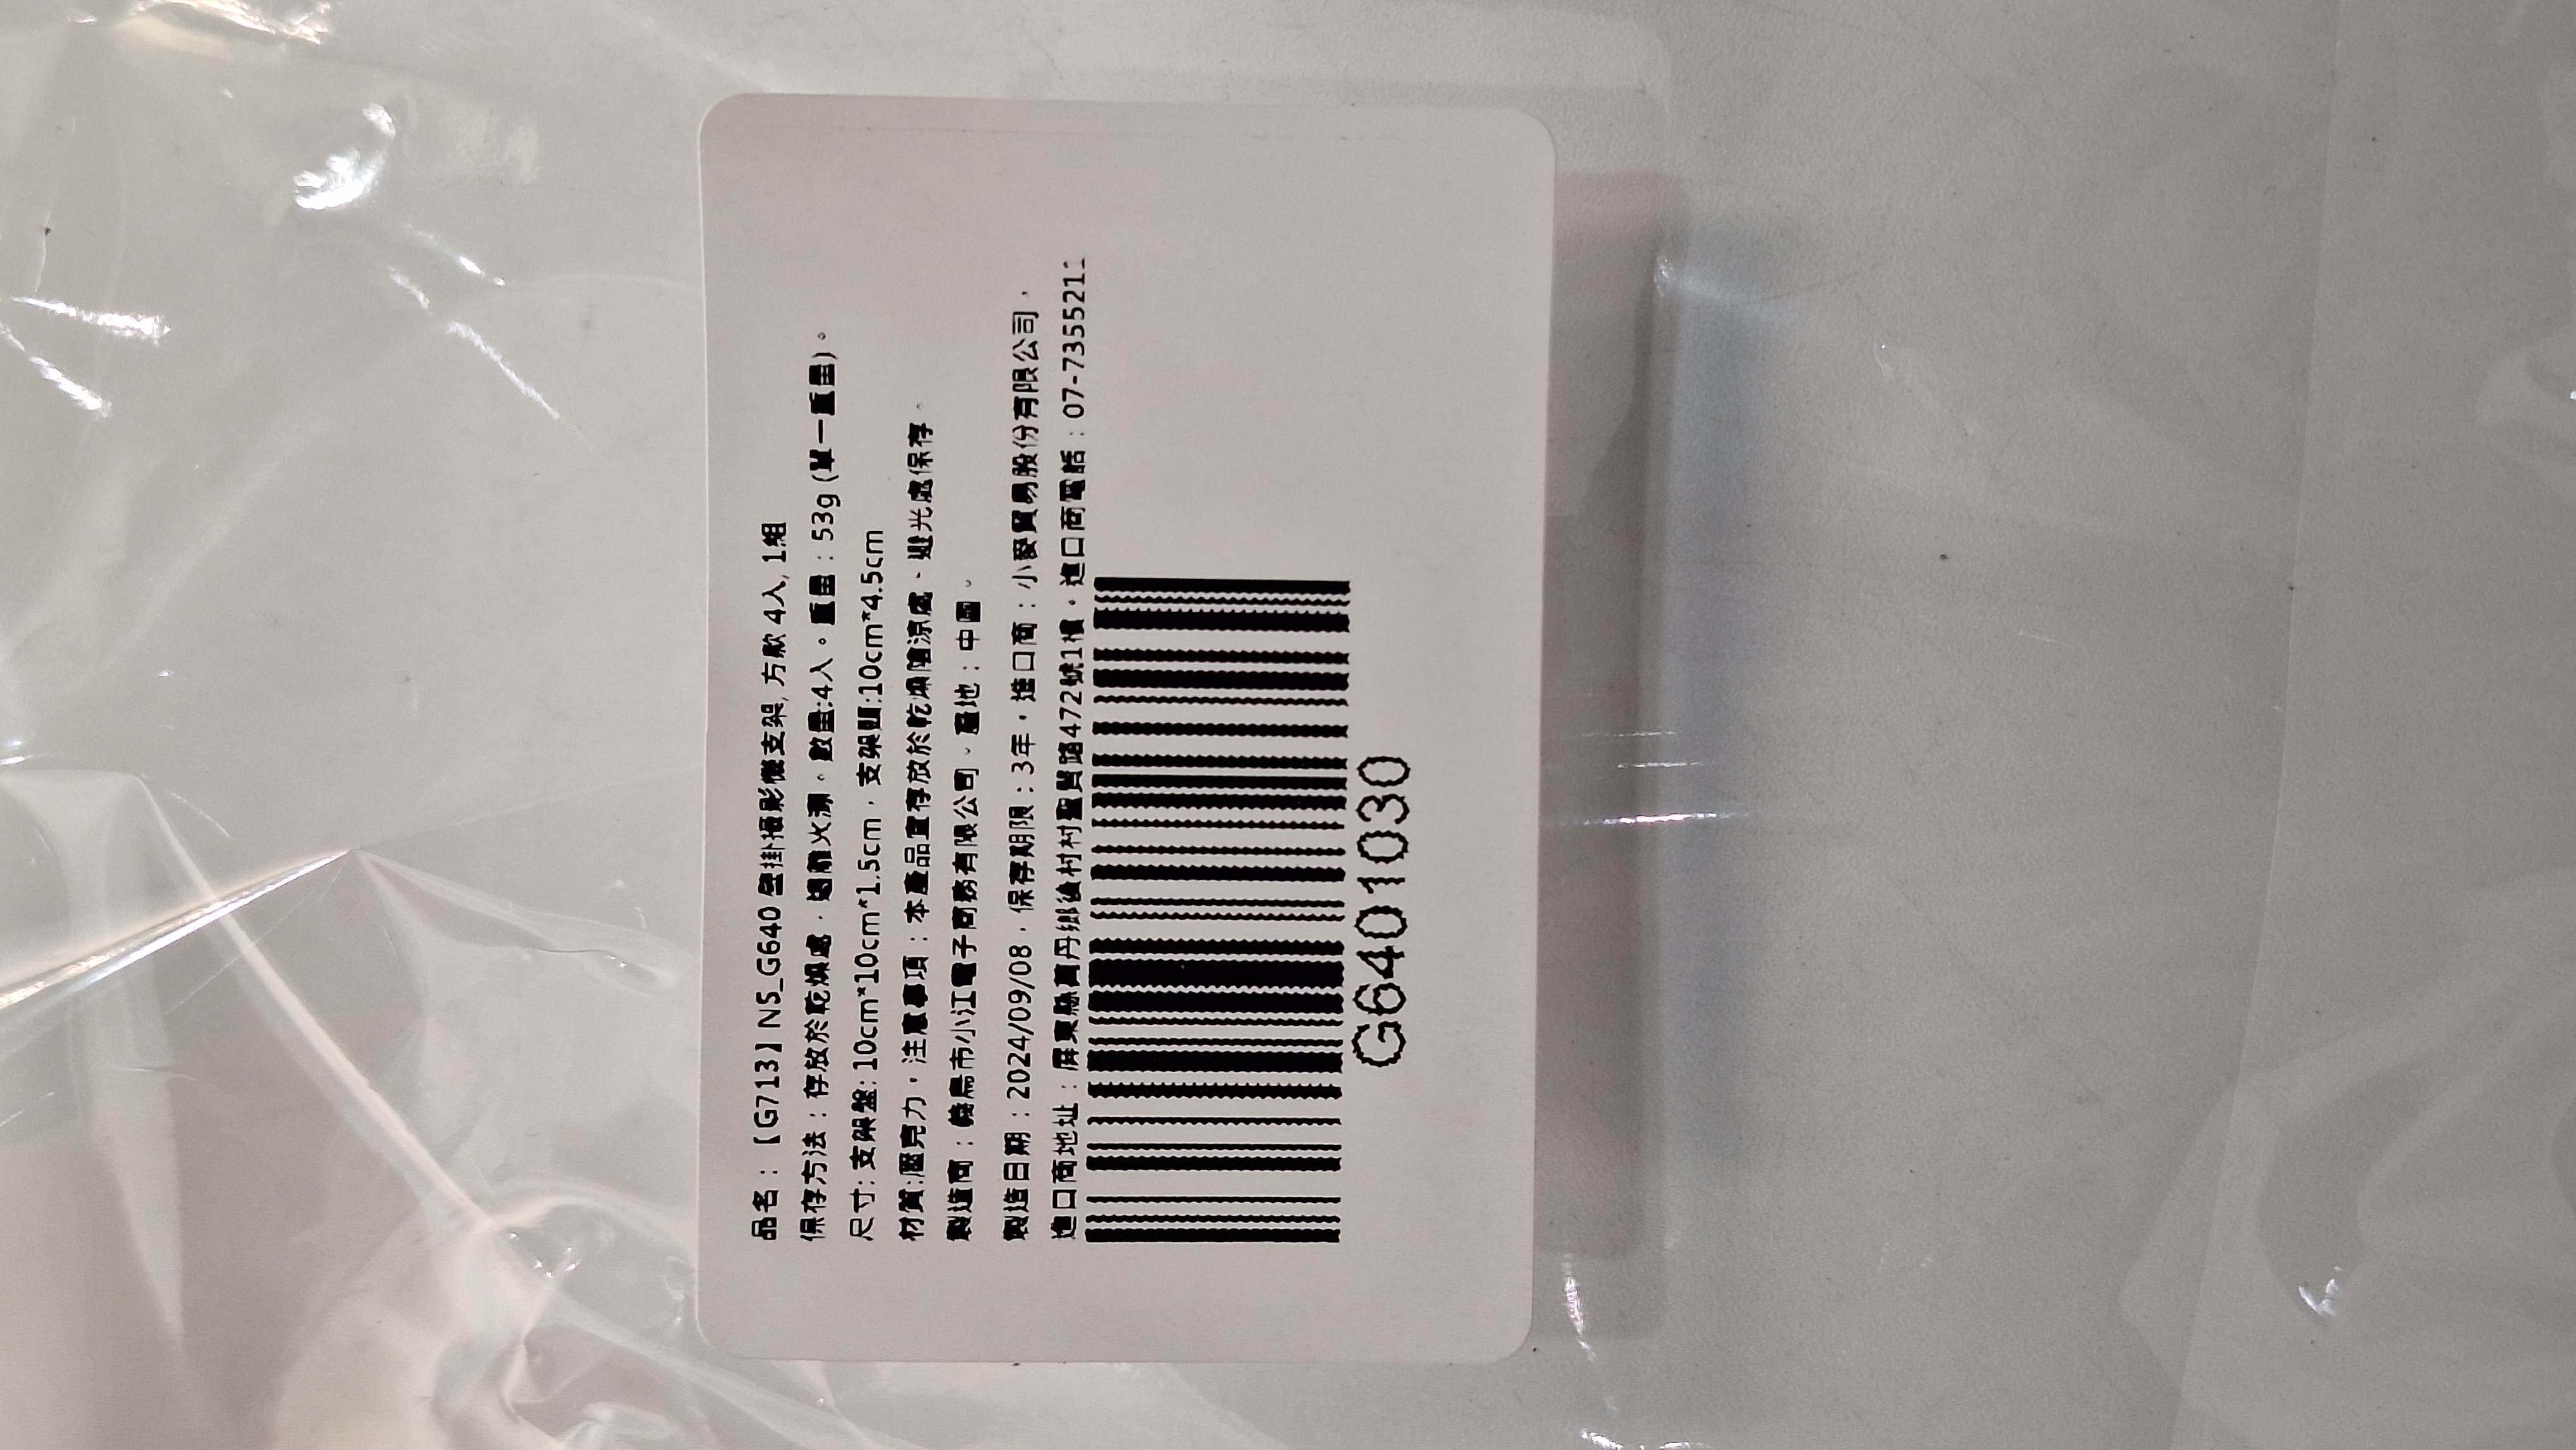 品名：【G713】NS_G640 壁掛攝影機支架, 方款 4入, 1組
保存方法：存放於乾燥處，遠離火源。數量:4入。重量：53g (單一重量)。
尺寸: 支架盤: 10cm*10cm*1.5cm，支架頭:10cm*4.5cm
材質:壓克力，注意事項：本產品宜存放於乾燥陰涼處、避光處保存。
製造商：義烏市小江電子商務有限公司。產地：中國。
製造日期：2024/09/08，保存期限：3年，進口商：小麥貿易股份有限公司，
進口商地址：屏東縣萬丹鄉後村村聖賢路472號1樓，進口商電話：07-7355211
G6401030